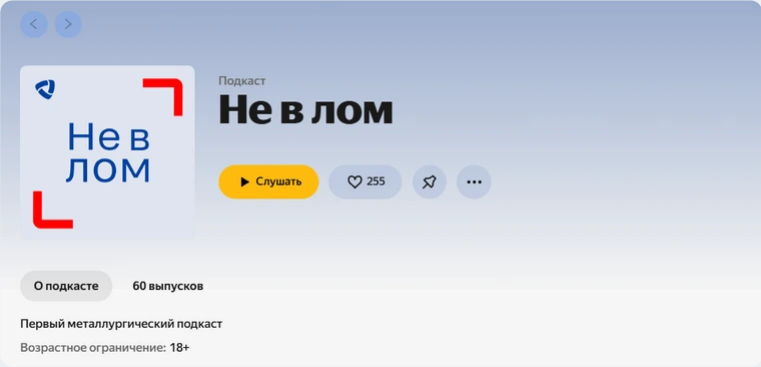 Подкаст
Не в лом
Не в
лом
Слушать
255
О подкасте
60 выпусков
Первый металлургический подкаст
Возрастное ограничение: 18+